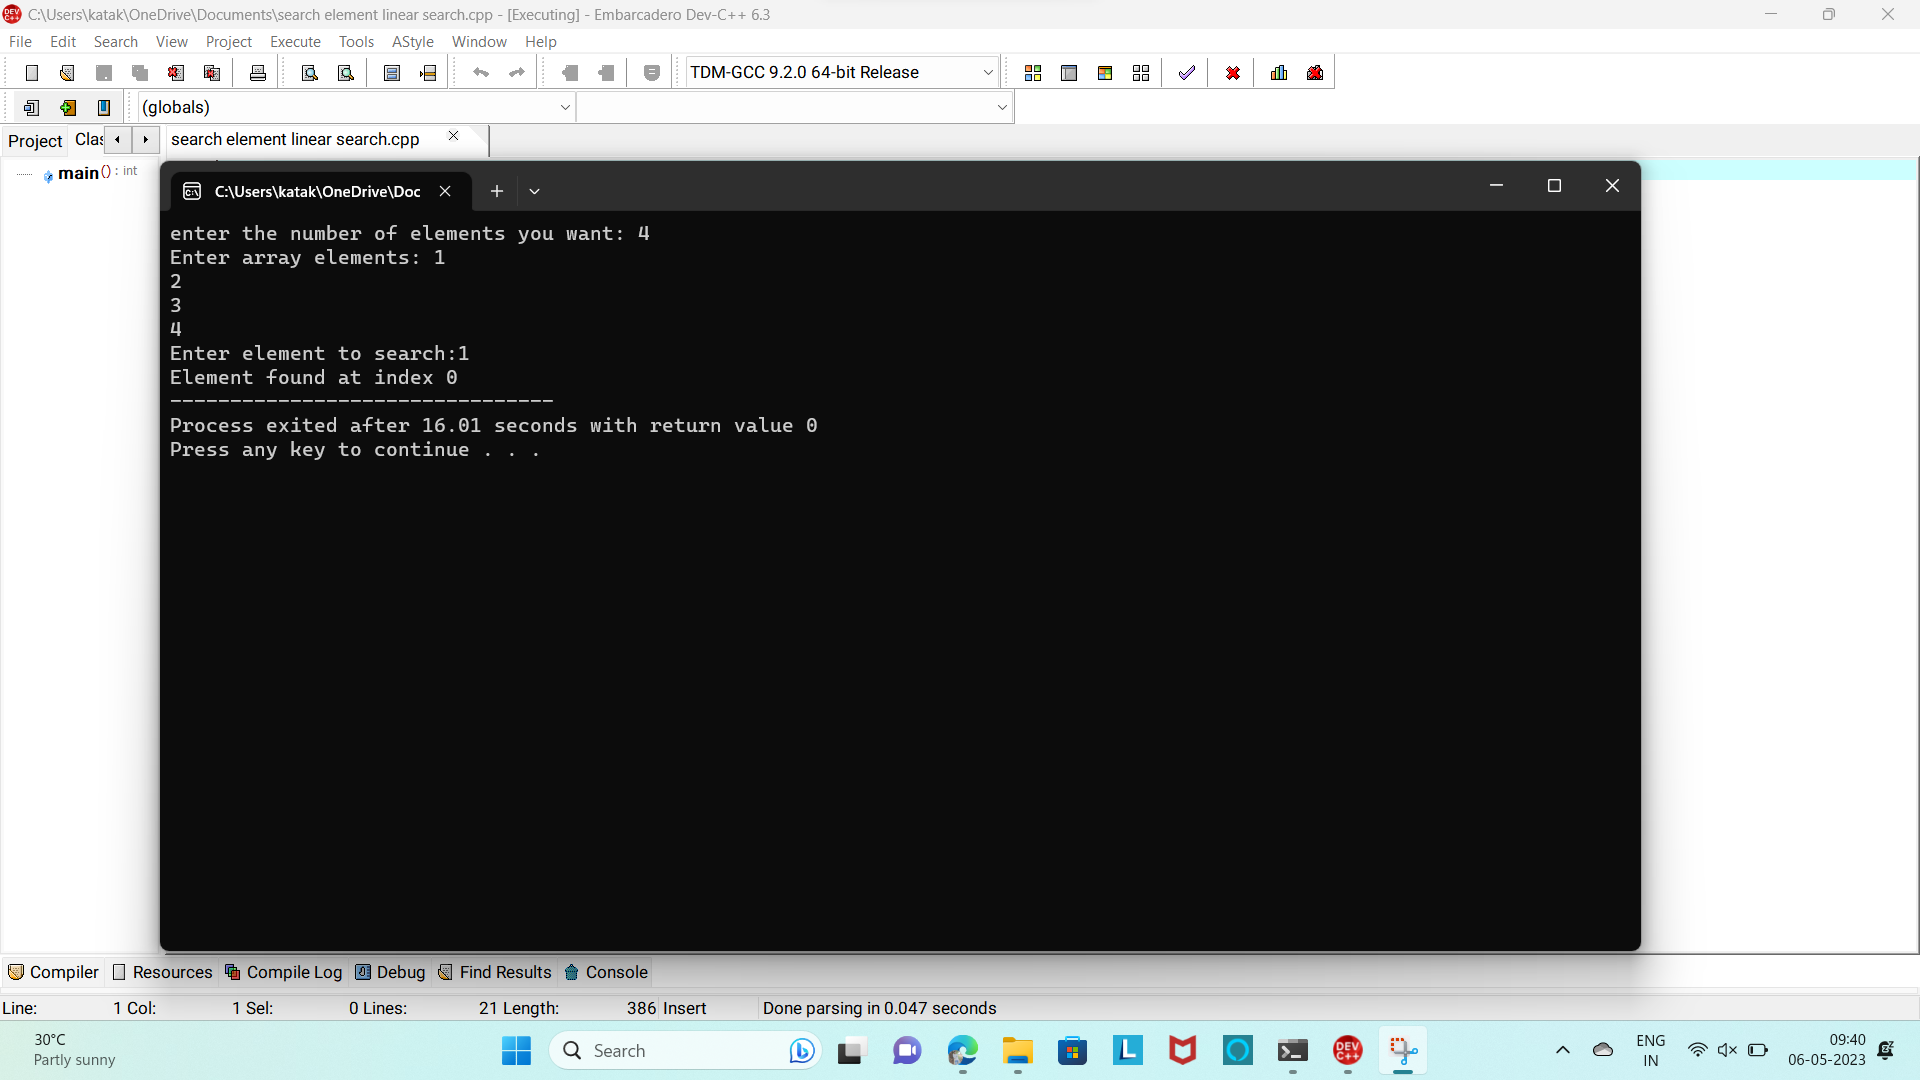 C:\Users\katak\OneDrive\Documents\search element linear search.cpp - [Executing] - Embarcadero Dev-C++ 6.3
File Edit Search View Project Execute Tools AStyle Window Help
TDM-GCC 9.2.0 64-bit Release
(globals)
Project Clas search element linear search.cpp
main () : int
C:\Users\katak\OneDrive\Doc
enter the number of elements you want: 4
Enter array elements: 1
2
3
4
Enter element to search:1
Element found at index 0
--------------------------------
Process exited after 16.01 seconds with return value 0
Press any key to continue . . .
Compiler Resources Compile Log Debug Find Results Console
Line: 1 Col: 1 Sel: 0 Lines: 21 Length: 386 Insert Done parsing in 0.047 seconds
30°C
Partly sunny
Search
DEV C++
ENG
IN
09:40
06-05-2023